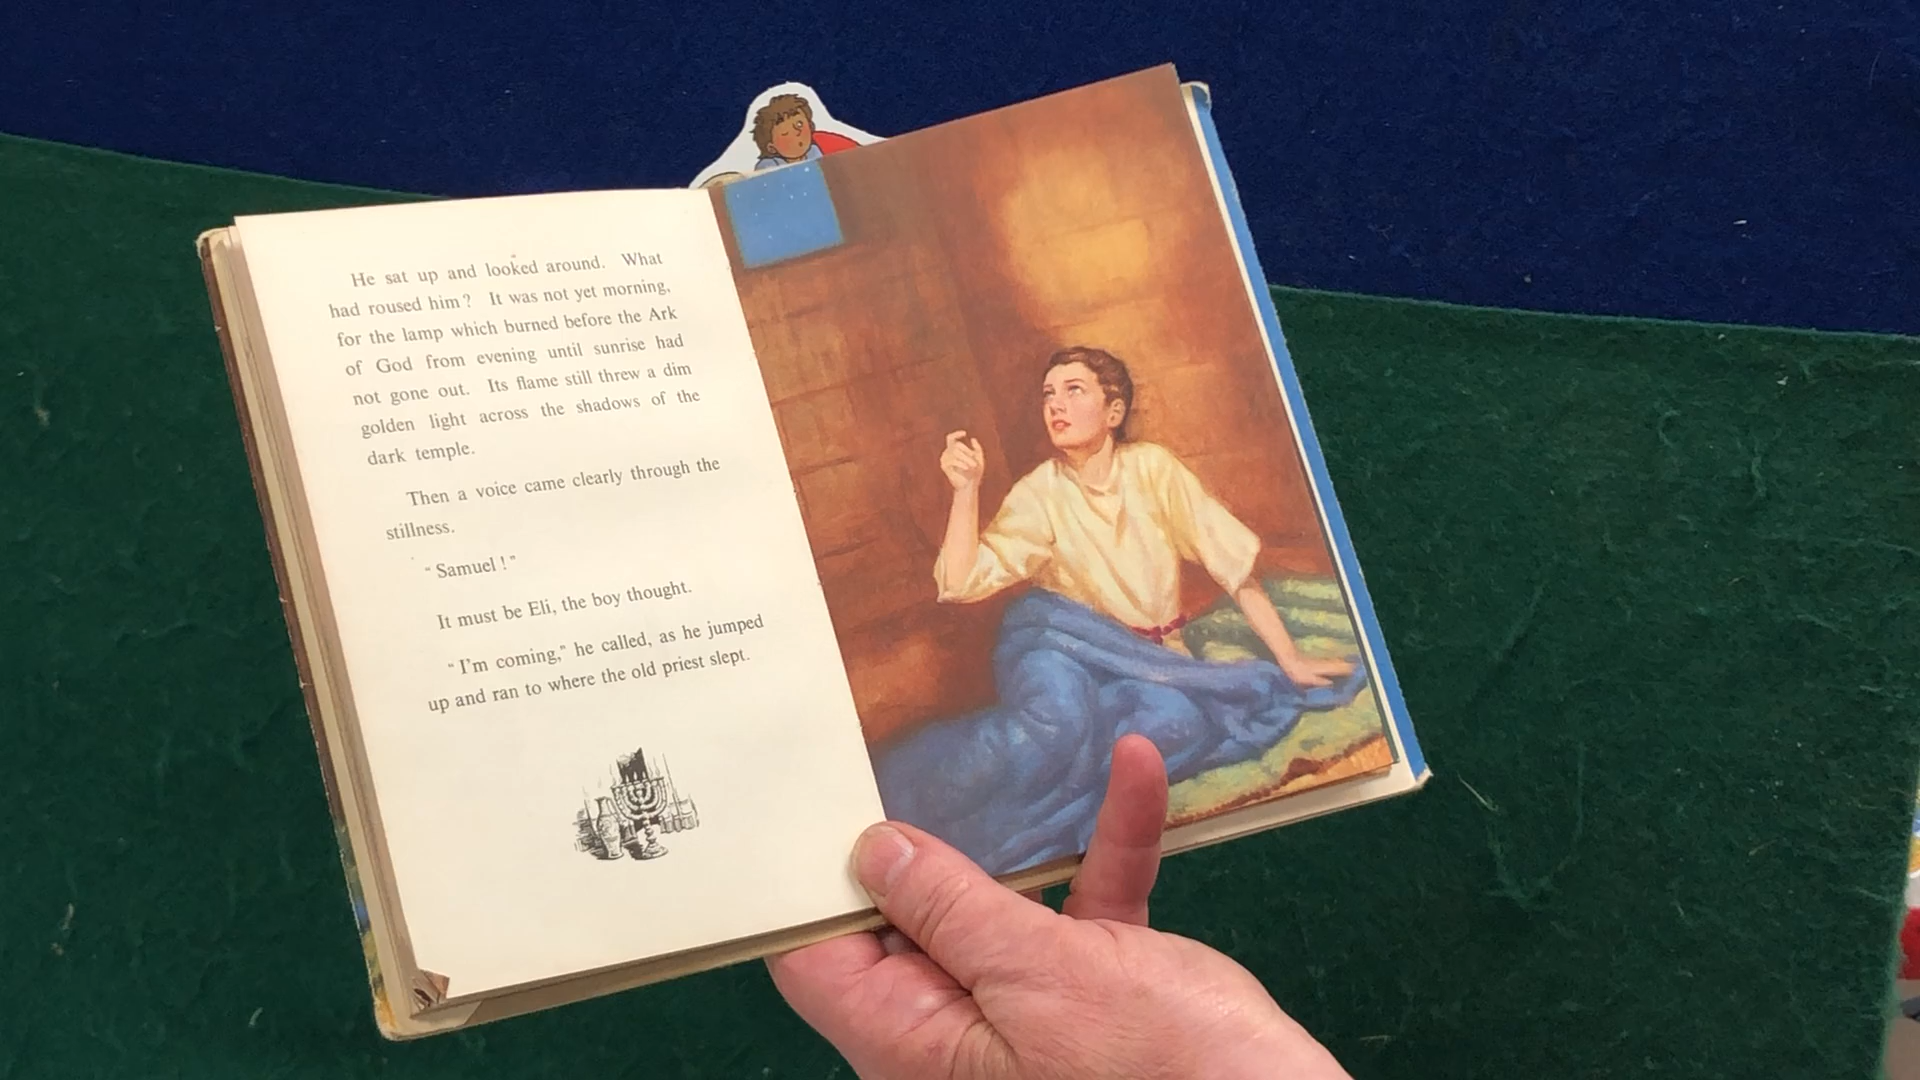 He sat up and looked around. What
had roused him? It was not yet morning,
for the lamp which burned before the Ark
of God from evening until sunrise had
not gone out. Its flame still threw a dim
golden light across the shadows of the
dark temple.
Then a voice came clearly through the
stillness.
“Samuel!”
It must be Eli, the boy thought.
“I'm coming,” he called, as he jumped
up and ran to where the old priest slept.